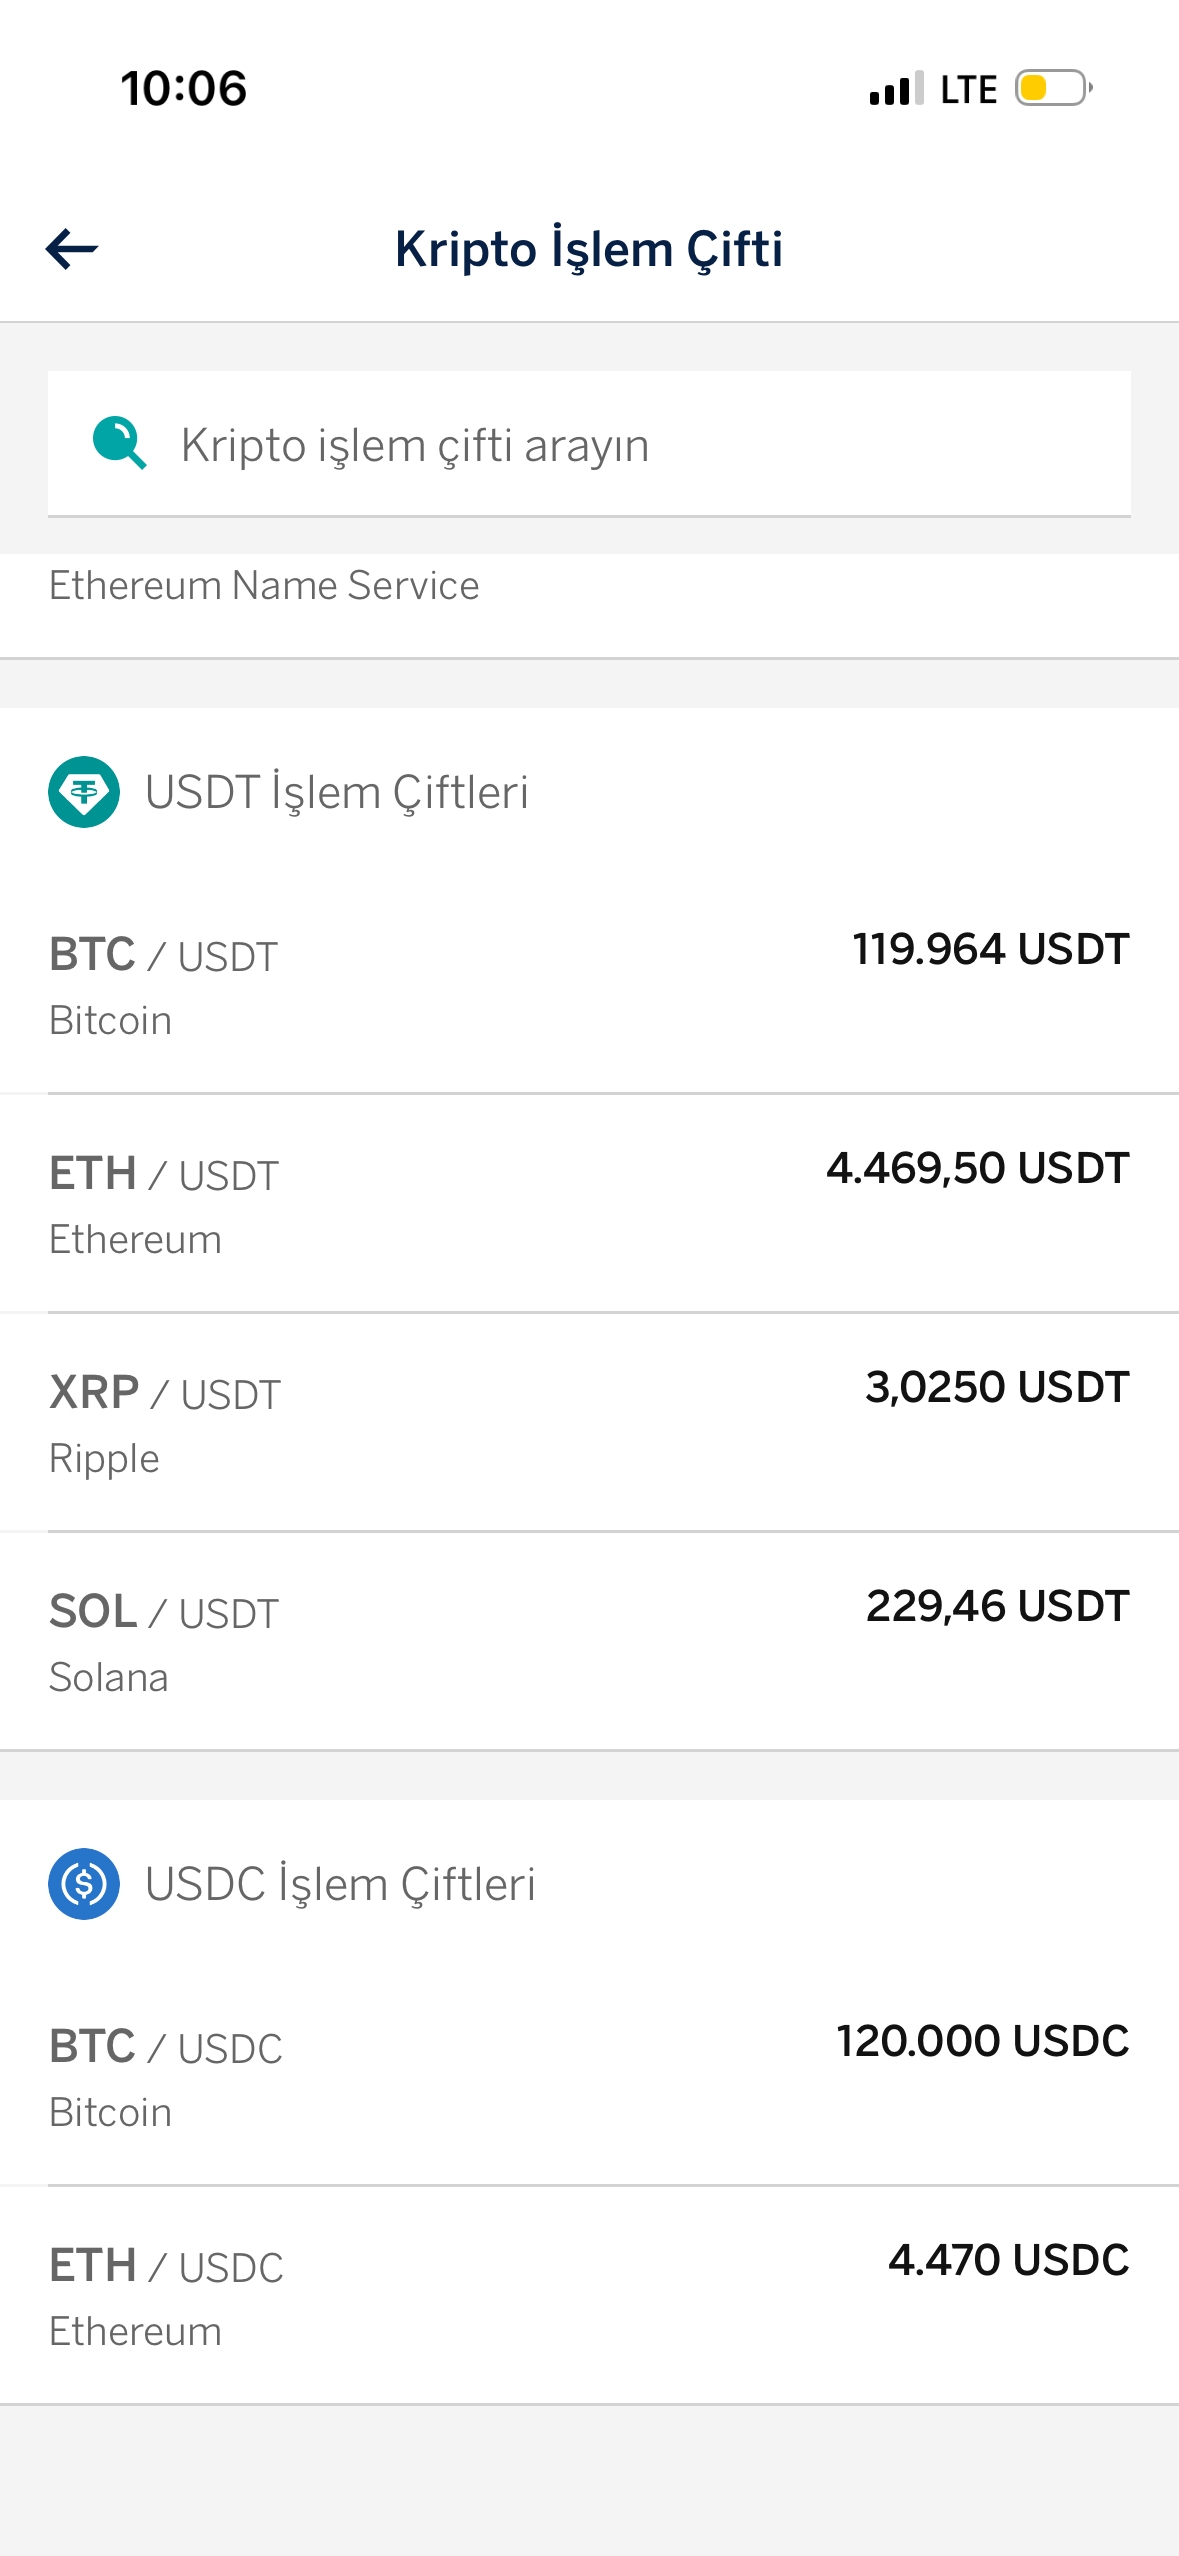 10:06
LTE
Kripto İşlem Çifti
Kripto işlem çifti arayın
Ethereum Name Service
USDT İşlem Çiftleri
BTC / USDT
119.964 USDT
Bitcoin
ETH / USDT
4.469,50 USDT
Ethereum
XRP / USDT
3,0250 USDT
Ripple
SOL / USDT
229,46 USDT
Solana
USDC İşlem Çiftleri
BTC / USDC
120.000 USDC
Bitcoin
ETH / USDC
4.470 USDC
Ethereum